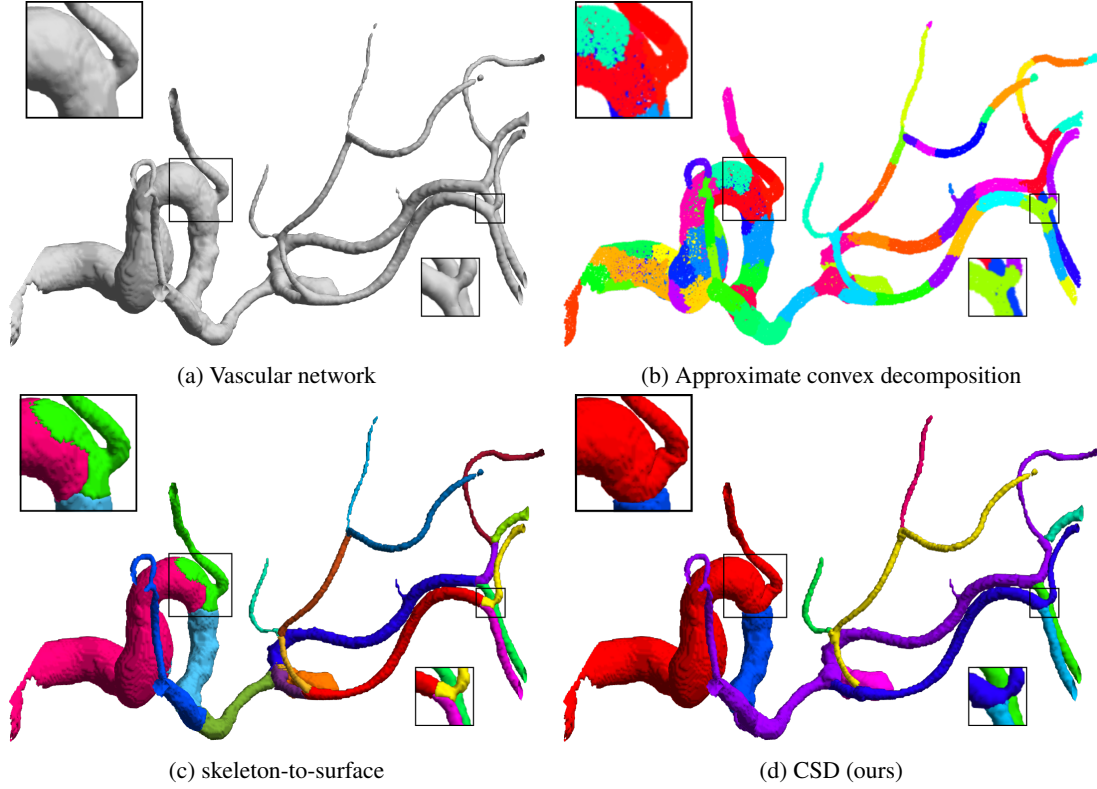 (a) Vascular network
(b) Approximate convex decomposition
(c) skeleton-to-surface
(d) CSD (ours)